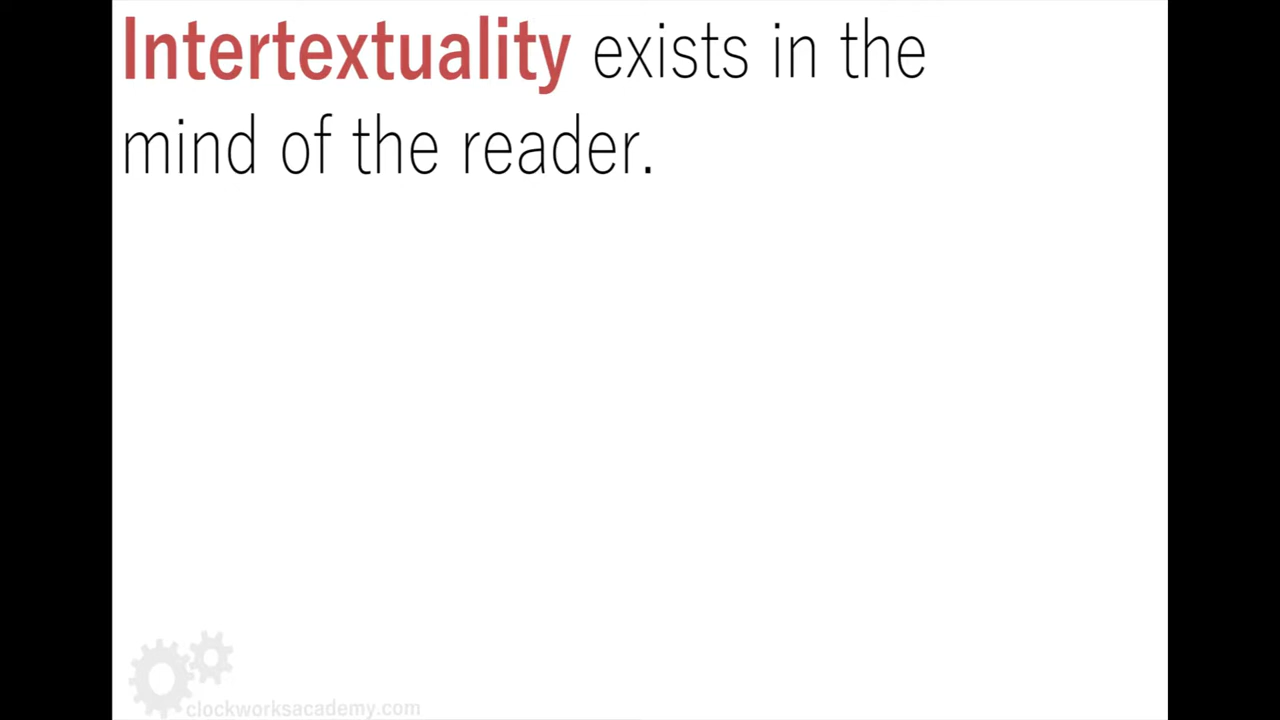 Intertextuality exists in the
mind of the reader.
clockworksacademy.com